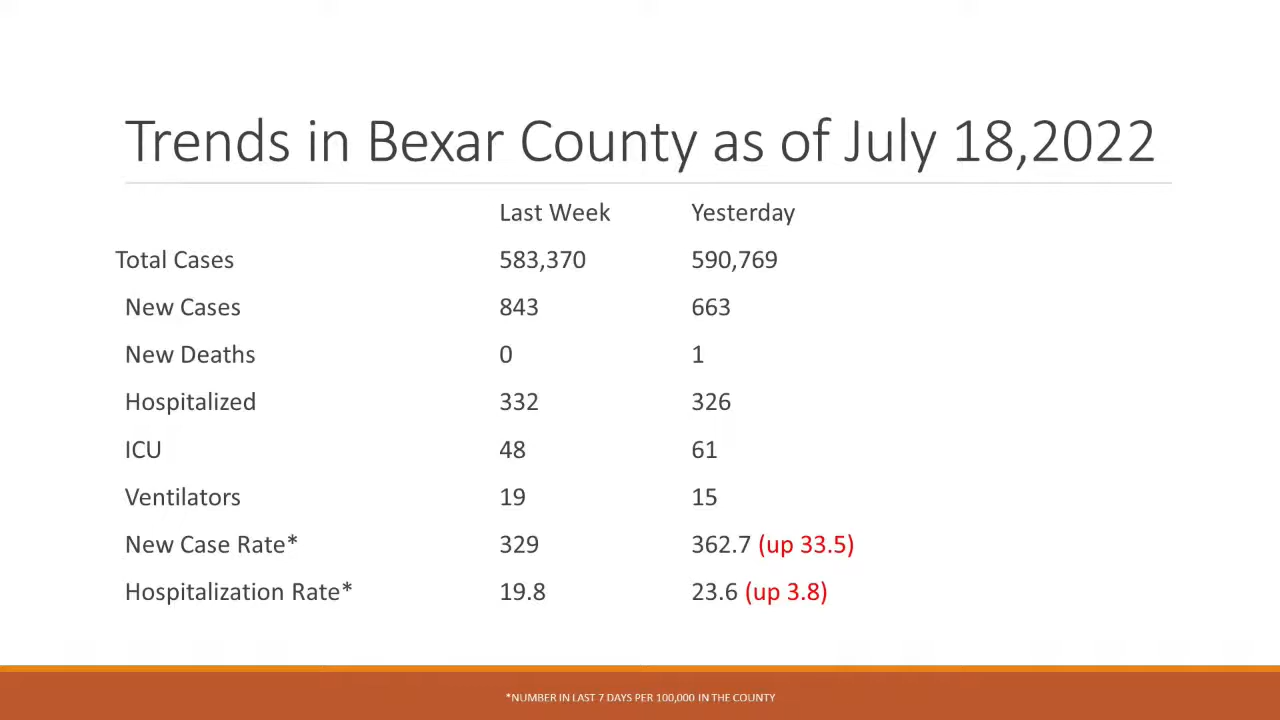 Trends in Bexar County as of July 18,2022
Last Week Yesterday
Total Cases 583,370 590,769
New Cases 843 663
New Deaths 0 1
Hospitalized 332 326
ICU 48 61
Ventilators 19 15
New Case Rate* 329 362.7 (up 33.5)
Hospitalization Rate* 19.8 23.6 (up 3.8)
*NUMBER IN LAST 7 DAYS PER 100,000 IN THE COUNTY